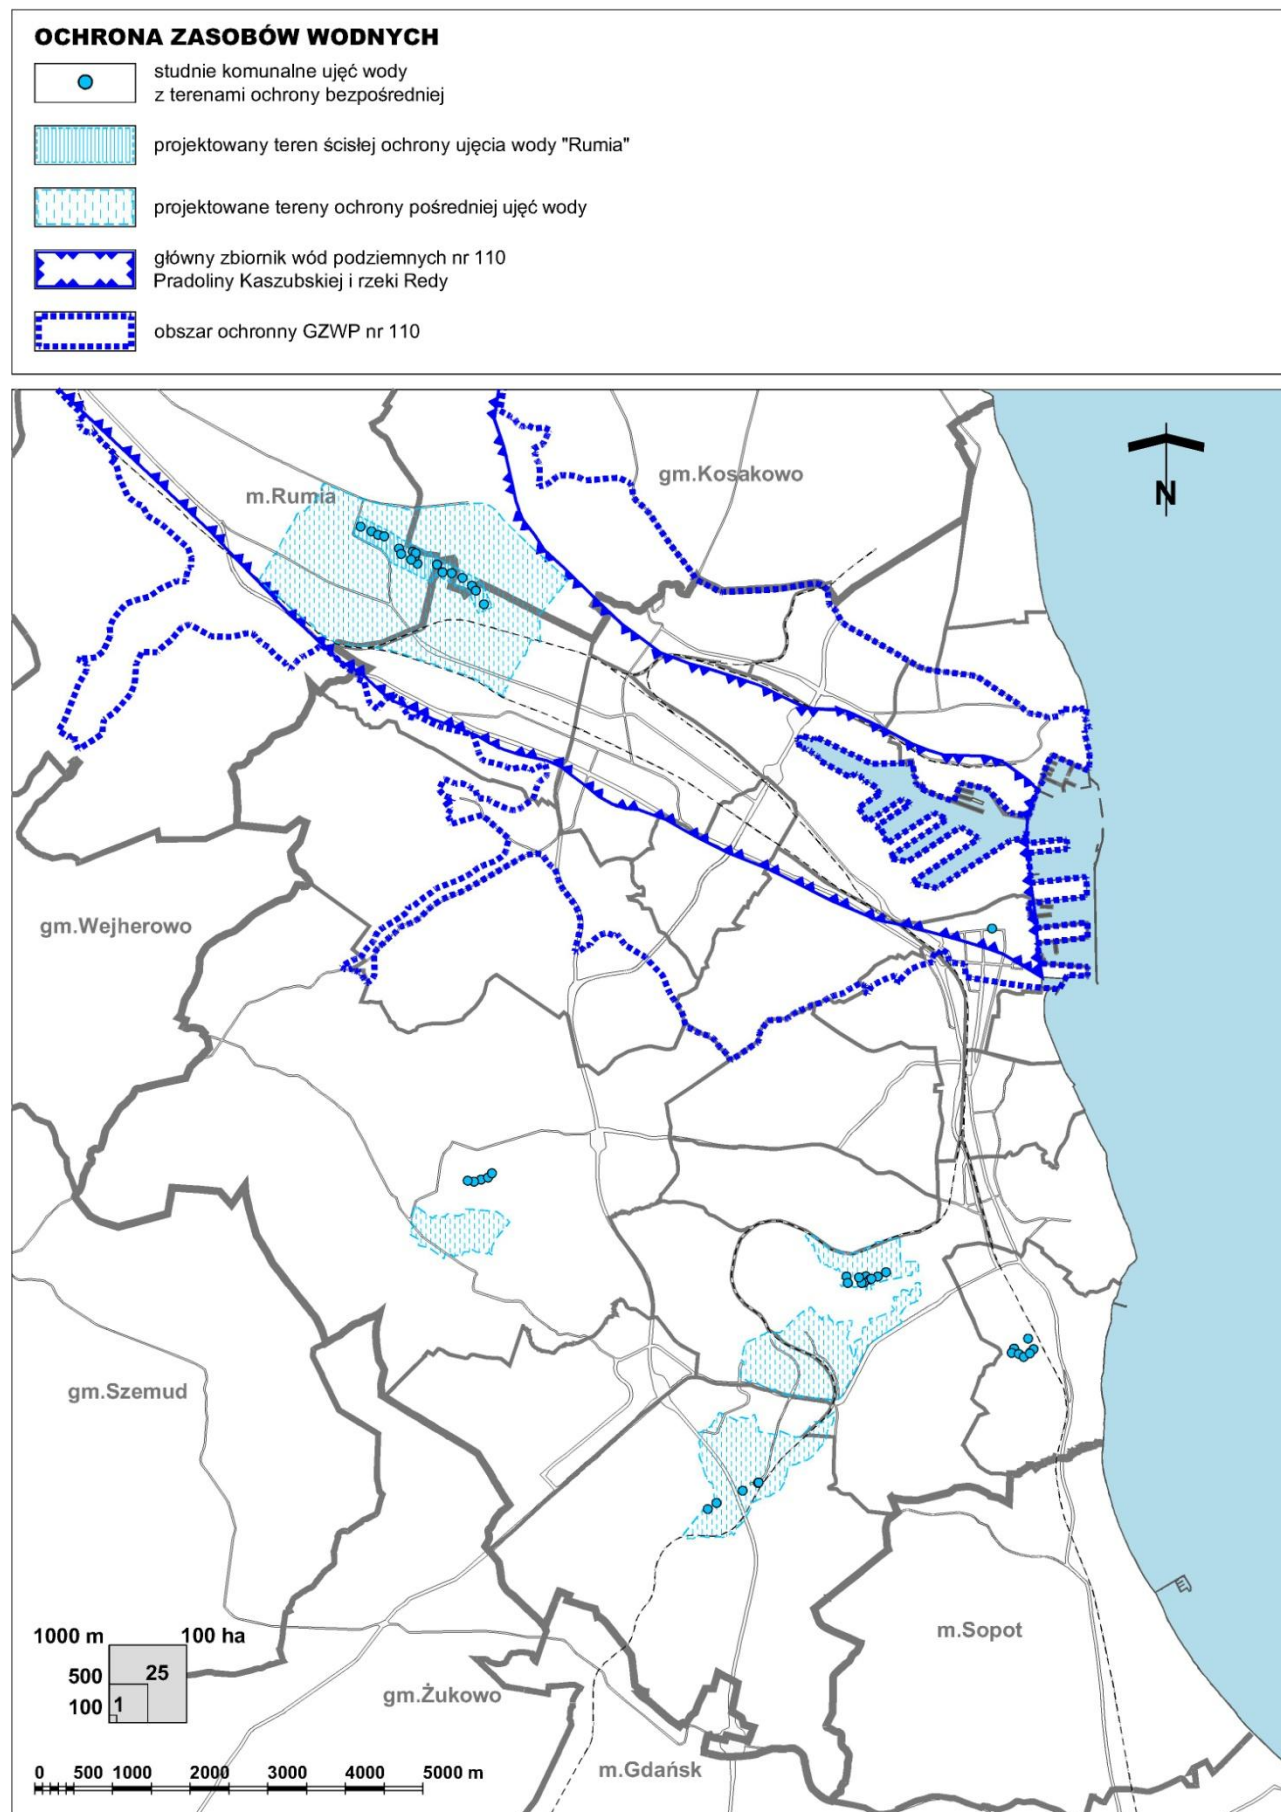 OCHRONA ZASOBÓW WODNYCH
studnie komunalne ujęć wody
z terenami ochrony bezpośredniej
projektowany teren ścisłej ochrony ujęcia wody "Rumia"
projektowane tereny ochrony pośredniej ujęć wody
główny zbiornik wód podziemnych nr 110
Pradoliny Kaszubskiej i rzeki Redy
obszar ochronny GZWP nr 110
gm.Kosakowo
m.Rumia
N
gm.Wejherowo
gm.Szemud
m.Sopot
1000 m 100 ha
500 25
100 1
gm.Żukowo
m.Gdańsk
0 500 1000 2000 3000 4000 5000 m